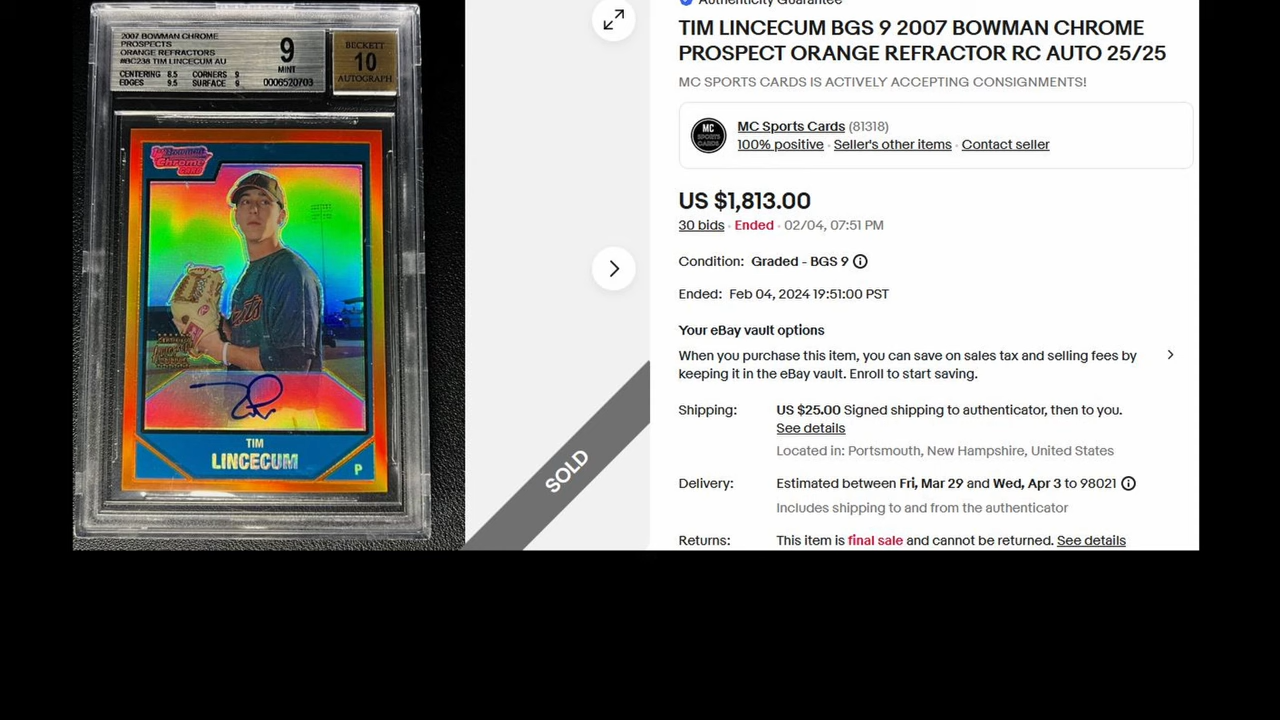 2007 BOWMAN CHROME
PROSPECTS
ORANGE REFRACTORS
#BC238 TIM LINCECUM AU
CENTERING 8.5 CORNERS 9
EDGES 9.5 SURFACE 9
9
MINT
0006520703
BECKETT
10
AUTOGRAPH
Bowman
Chrome
TIM
LINCECUM
P
SOLD
Authenticity Guarantee
TIM LINCECUM BGS 9 2007 BOWMAN CHROME
PROSPECT ORANGE REFRACTOR RC AUTO 25/25
MC SPORTS CARDS IS ACTIVELY ACCEPTING CONSIGNMENTS!
MC
SPORTS
CARDS
MC Sports Cards (81318)
100% positive · Seller's other items · Contact seller
US $1,813.00
30 bids · Ended · 02/04, 07:51 PM
Condition: Graded - BGS 9
Ended: Feb 04, 2024 19:51:00 PST
Your eBay vault options
When you purchase this item, you can save on sales tax and selling fees by
keeping it in the eBay vault. Enroll to start saving.
Shipping: US $25.00 Signed shipping to authenticator, then to you.
See details
Located in: Portsmouth, New Hampshire, United States
Delivery: Estimated between Fri, Mar 29 and Wed, Apr 3 to 98021
Includes shipping to and from the authenticator
Returns: This item is final sale and cannot be returned. See details